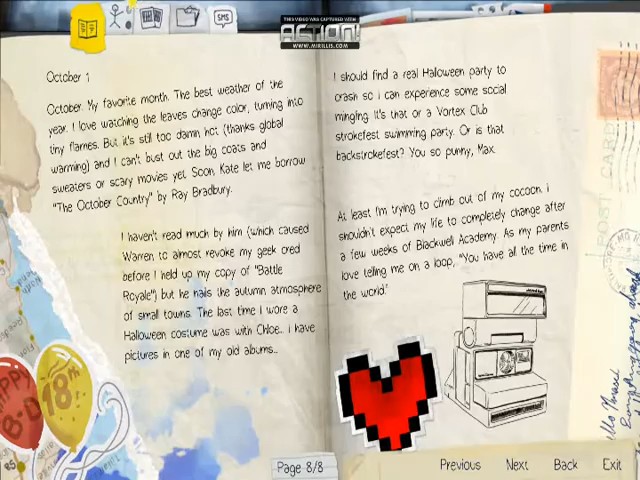 SMS
THIS VIDEO WAS CAPTURED WITH
ACTION!
WWW.MIRILLIS.COM
October 1
October. My favorite month. The best weather of the
year. I love watching the leaves change color, turning into
tiny flames. But it's still too damn hot (thanks global
warming) and I can't bust out the big coats and
sweaters or scary movies yet. Soon. Kate let me borrow
"The October Country" by Ray Bradbury.
I haven't read much by him (which caused
Warren to almost revoke my geek cred
before I held up my copy of "Battle
Royale") but he nails the autumn atmosphere
of small towns. The last time I wore a
Halloween costume was with Chloe... I have
pictures in one of my old albums...
I should find a real Halloween party to
crash so I can experience some social
mingling. It's that or a Vortex Club
strokefest swimming party. Or is that
backstrokefest? You so punny, Max.
At least I'm trying to climb out of my cocoon. I
shouldn't expect my life to completely change after
a few weeks of Blackwell Academy. As my parents
love telling me on a loop, "You have all the time in
the world."
HAPPY
B-D
18th
POST CARD
Page 8/8
Previous
Next
Back
Exit